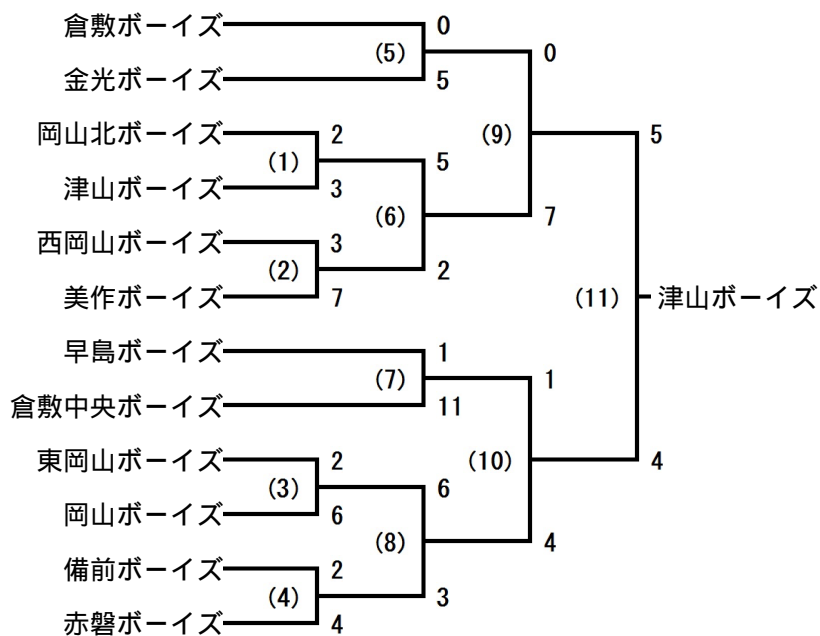 倉敷ボーイズ 0
(5) 0
金光ボーイズ 5
岡山北ボーイズ 2 (9) 5
(1) 5
津山ボーイズ 3
(6) 7
西岡山ボーイズ 3
(2) 2
美作ボーイズ 7
(11) 津山ボーイズ
早島ボーイズ 1
(7) 1
倉敷中央ボーイズ 11
東岡山ボーイズ 2 (10) 4
(3) 6
岡山ボーイズ 6
(8) 4
備前ボーイズ 2
(4) 3
赤磐ボーイズ 4